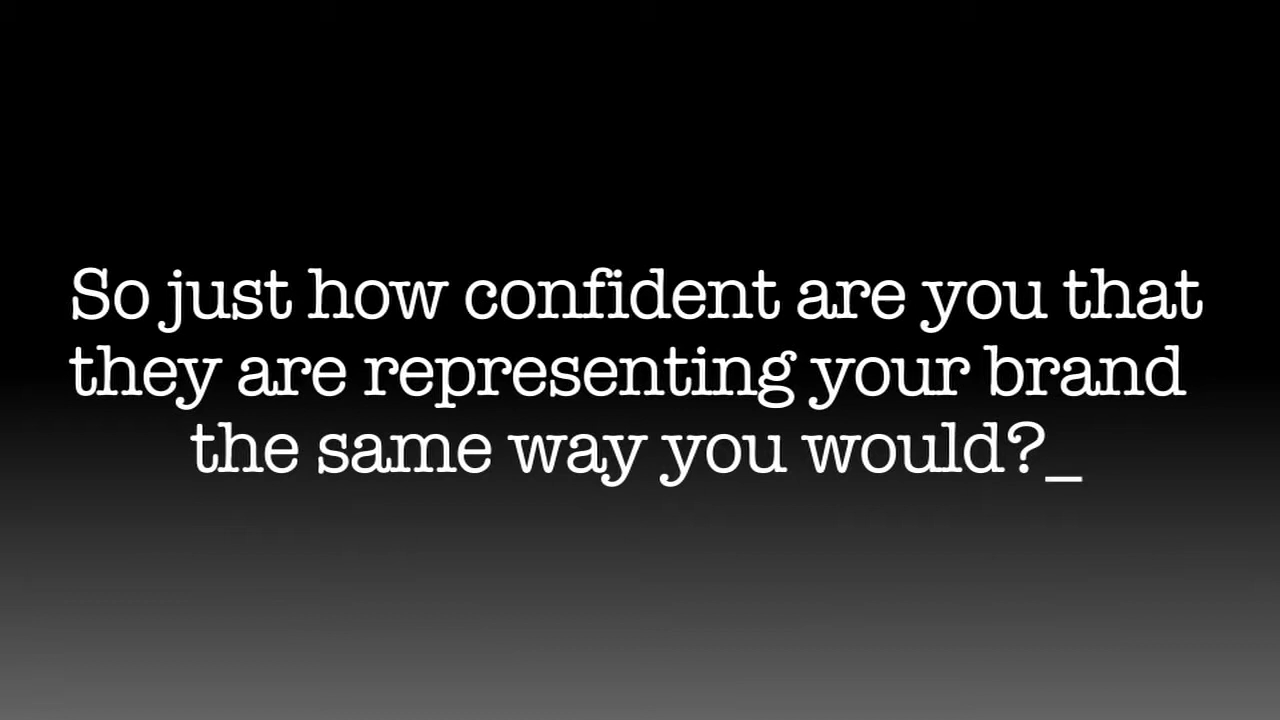 So just how confident are you that
they are representing your brand
the same way you would?_